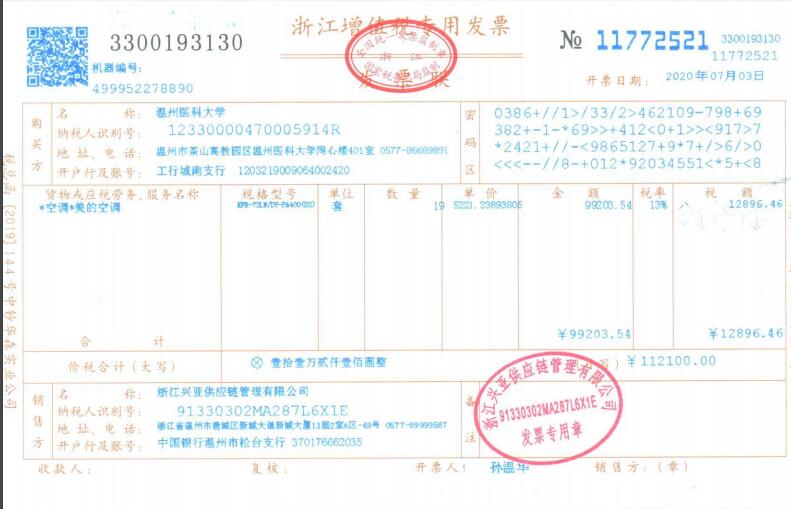 浙江增值税专用发票
3300193130
全国统一发票监制章
浙江
国家税务总局监制
发票联
№ 11772521
3300193130
11772521
机器编号:
499952278890
开票日期: 2020年07月03日
购买方
名 称: 温州医科大学
纳税人识别号: 12330000470005914R
地 址、电 话: 温州市茶山高教园区温州医科大学同心楼401室 0577-86689891
开户行及账号: 工行城南支行 1203219009064002420
密码区
0386+//1>/33/2>462109-798+69
382+-1-*69>>+412<0+1>><917>7
*2421+//-<9865127+9*7+/>6/>0
<<<--//8-+012*92034551<*5+<8
货物或应税劳务、服务名称 规格型号 单位 数 量 单 价 金 额 税率 税 额
*空调*美的空调 套 19 5221.23893805 99203.54 13% 12896.46
合 计 ¥99203.54 ¥12896.46
价税合计(大写) ⊗ 壹拾壹万贰仟壹佰圆整 写) ¥112100.00
销售方
名 称: 浙江兴亚供应链管理有限公司
纳税人识别号: 91330302MA287L6X1E
地 址、电 话: 浙江省温州市鹿城区新城大道新城大厦13层2室A区-48号 0577-89999567
开户行及账号: 中国银行温州市松台支行 370176662035
备注
浙江兴亚供应链管理有限公司
91330302MA287L6X1E
发票专用章
收款人: 复核: 开票人: 孙温华 销售方:(章)
税总函〔2019〕144号中钞华森实业公司